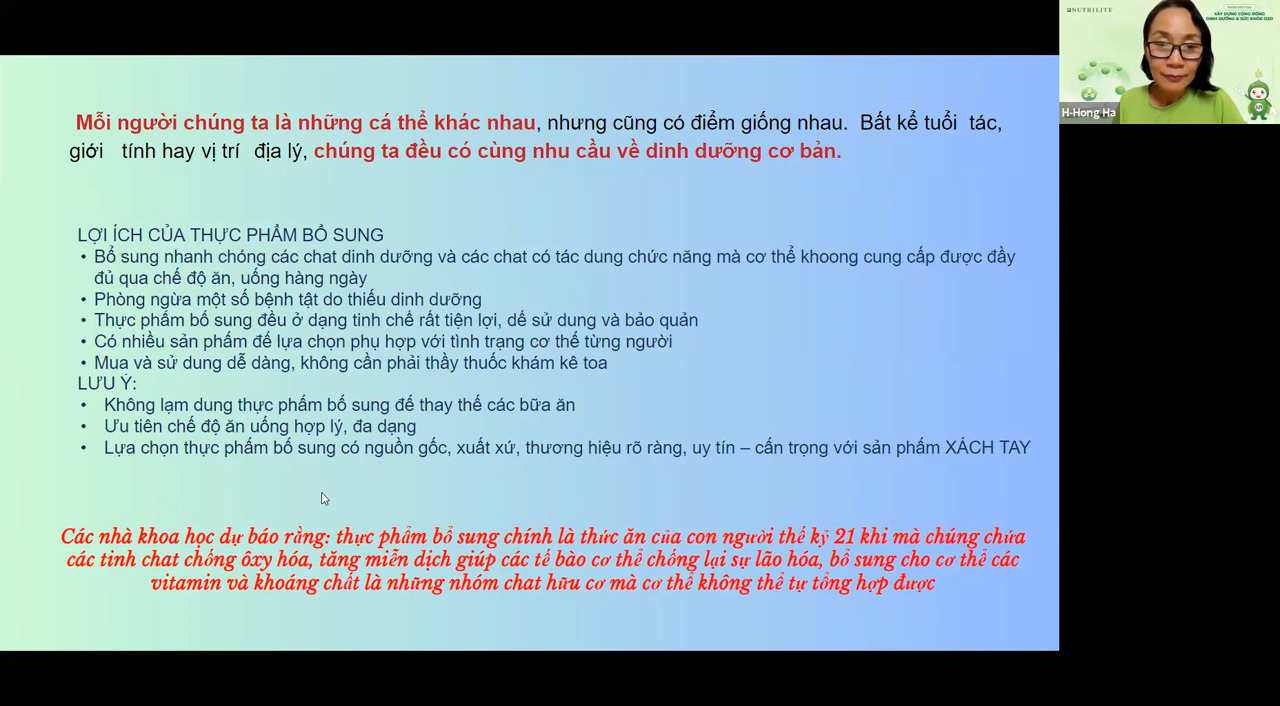 Mỗi người chúng ta là những cá thể khác nhau, nhưng cũng có điểm giống nhau. Bất kể tuổi tác,
giới tính hay vị trí địa lý, chúng ta đều có cùng nhu cầu về dinh dưỡng cơ bản.
LỢI ÍCH CỦA THỰC PHẨM BỔ SUNG
• Bổ sung nhanh chóng các chat dinh dưỡng và các chat có tác dung chức năng mà cơ thể khoong cung cấp được đầy
đủ qua chế độ ăn, uống hàng ngày
• Phòng ngừa một số bệnh tật do thiếu dinh dưỡng
• Thực phẩm bổ sung đều ở dạng tinh chế rất tiện lợi, dể sử dung và bảo quản
• Có nhiều sản phẩm để lựa chọn phụ hợp với tình trạng cơ thể từng người
• Mua và sử dung dễ dàng, không cần phải thầy thuốc khám kê toa
LƯU Ý:
• Không lạm dung thực phẩm bổ sung để thay thế các bữa ăn
• Ưu tiên chế độ ăn uống hợp lý, đa dạng
• Lựa chọn thực phẩm bổ sung có nguồn gốc, xuất xứ, thương hiệu rõ ràng, uy tín – cẩn trọng với sản phẩm XÁCH TAY
Các nhà khoa học dự báo rằng: thực phẩm bổ sung chính là thức ăn của con người thế kỷ 21 khi mà chúng chứa
các tinh chat chống ôxy hóa, tăng miễn dịch giúp các tế bào cơ thể chống lại sự lão hóa, bổ sung cho cơ thể các
vitamin và khoáng chất là những nhóm chat hữu cơ mà cơ thể không thể tự tổng hợp được
NUTRILITE
XÂY DỰNG CỘNG ĐỒNG
DINH DƯỠNG & SỨC KHỎE O2O
H-Hong Ha